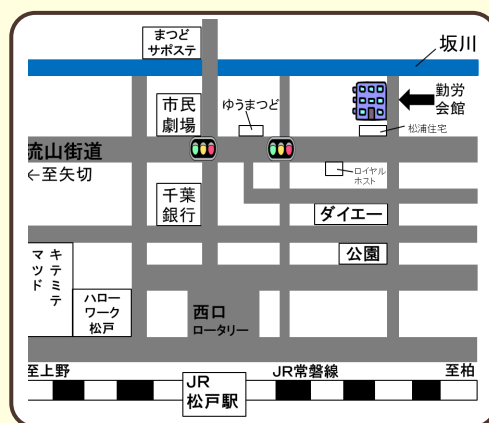 まつど
サポステ
坂川
市民
劇場
ゆうまつど
勤労
会館
松浦住宅
流山街道
←至矢切
ロイヤル
ホスト
千葉
銀行
ダイエー
公園
キテミテ
マツド
ハロー
ワーク
松戸
西口
ロータリー
至上野
JR常磐線
至柏
JR
松戸駅